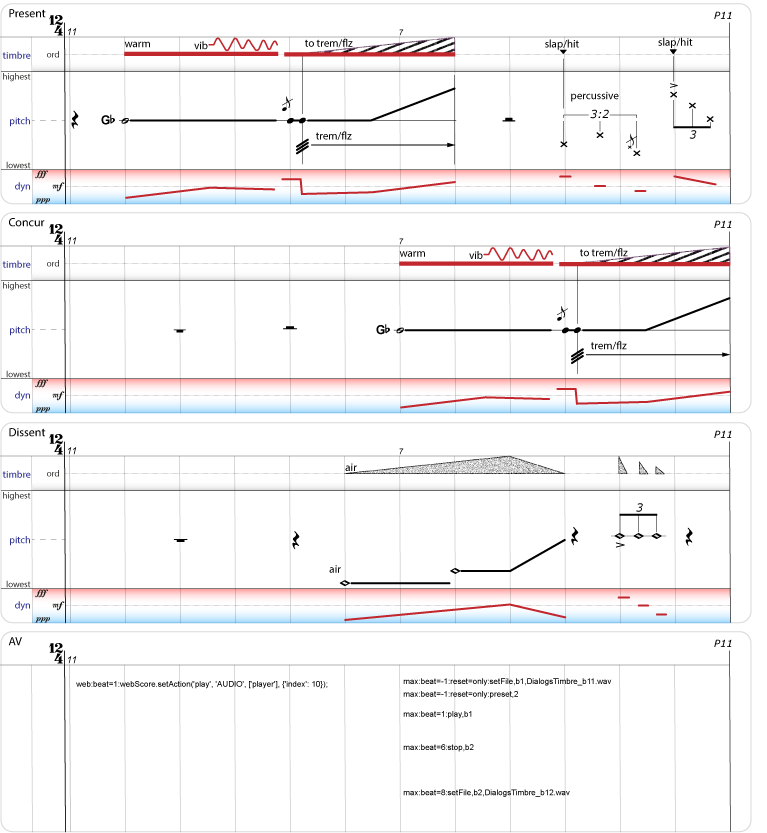 Present
12
4
P11
11
7
timbre ord
warm vib to trem/flz
slap/hit slap/hit
highest
percussive
pitch
G♭
3:2
trem/flz
3
lowest
fff
dyn mf
ppp
Concur
12
4
P11
11
7
timbre ord
warm vib to trem/flz
highest
pitch
G♭
trem/flz
lowest
fff
dyn mf
ppp
Dissent
12
4
P11
11
7
timbre ord
air
highest
3
pitch
air
lowest
fff
dyn mf
ppp
AV
12
4
P11
11
web:beat=1:webScore.setAction('play', 'AUDIO', ['player'], {'index': 10});
max:beat=-1:reset=only:setFile,b1,DialogsTimbre_b11.wav
max:beat=-1:reset=only:preset,2
max:beat=1:play,b1
max:beat=6:stop,b2
max:beat=8:setFile,b2,DialogsTimbre_b12.wav